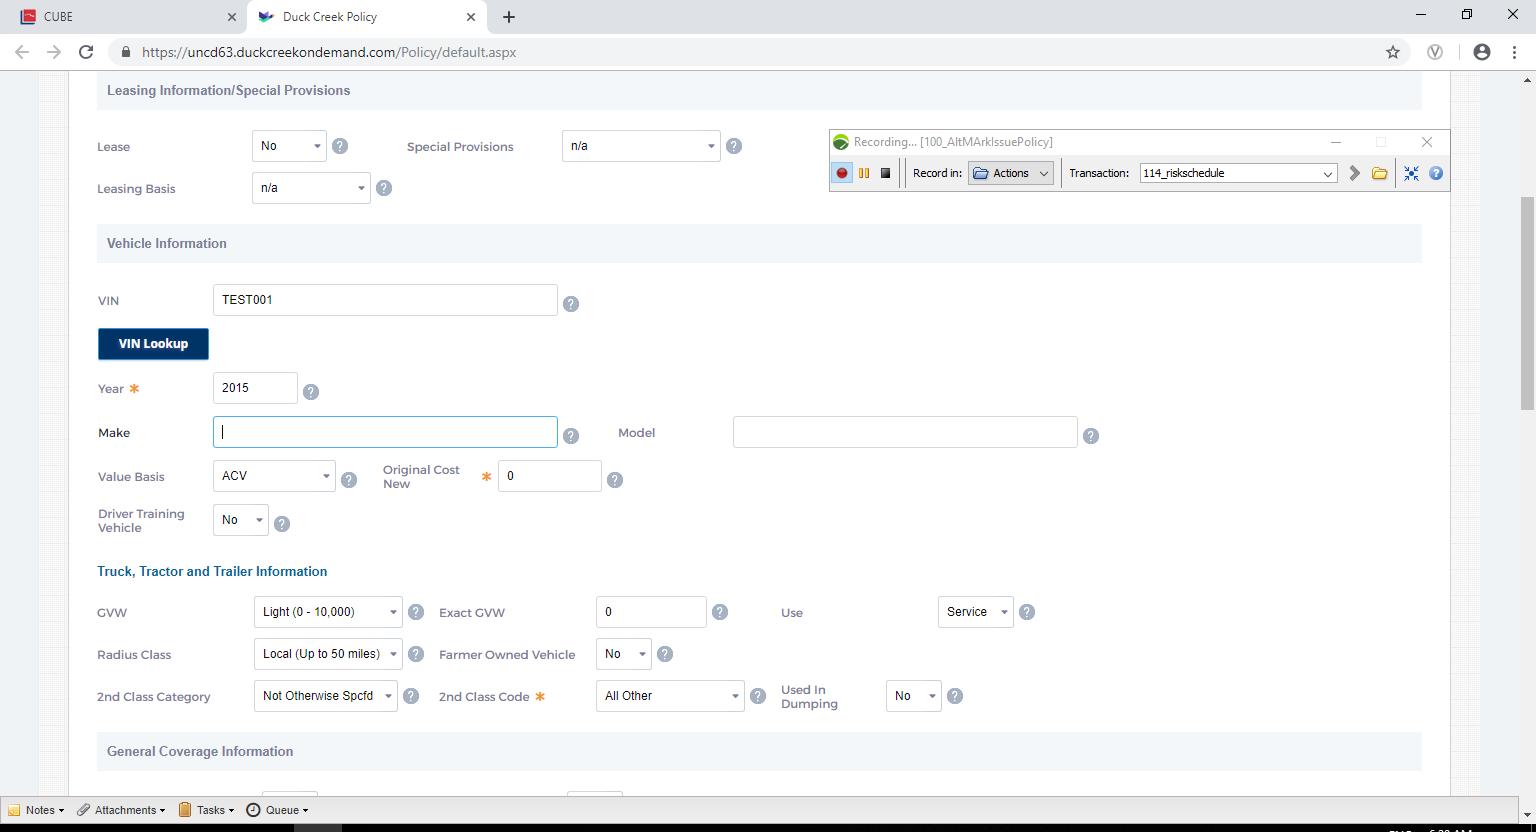 CUBE
Duck Creek Policy
https://uncd63.duckcreekondemand.com/Policy/default.aspx
Leasing Information/Special Provisions
Recording... [100_AltMArkIssuePolicy]
Lease No Special Provisions n/a
Record in: Actions Transaction: 114_riskschedule
Leasing Basis n/a
Vehicle Information
VIN TEST001
VIN Lookup
Year * 2015
Make Model
Value Basis ACV Original Cost New * 0
Driver Training Vehicle No
Truck, Tractor and Trailer Information
GVW Light (0 - 10,000) Exact GVW 0 Use Service
Radius Class Local (Up to 50 miles) Farmer Owned Vehicle No
2nd Class Category Not Otherwise Spcfd 2nd Class Code * All Other Used In Dumping No
General Coverage Information
Notes Attachments Tasks Queue